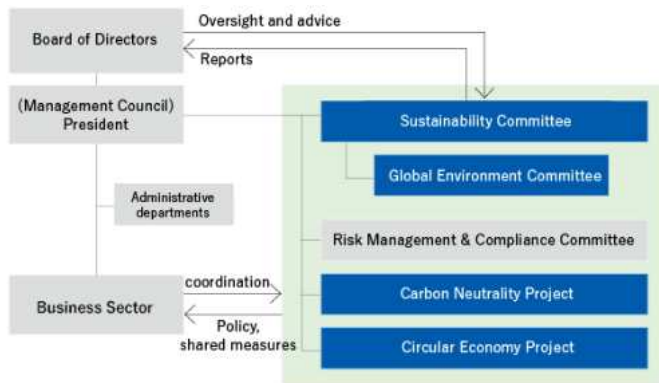 Board of Directors
Oversight and advice
Reports
(Management Council)
President
Sustainability Committee
Global Environment Committee
Administrative
departments
Risk Management & Compliance Committee
Business Sector
coordination
Policy,
shared measures
Carbon Neutrality Project
Circular Economy Project